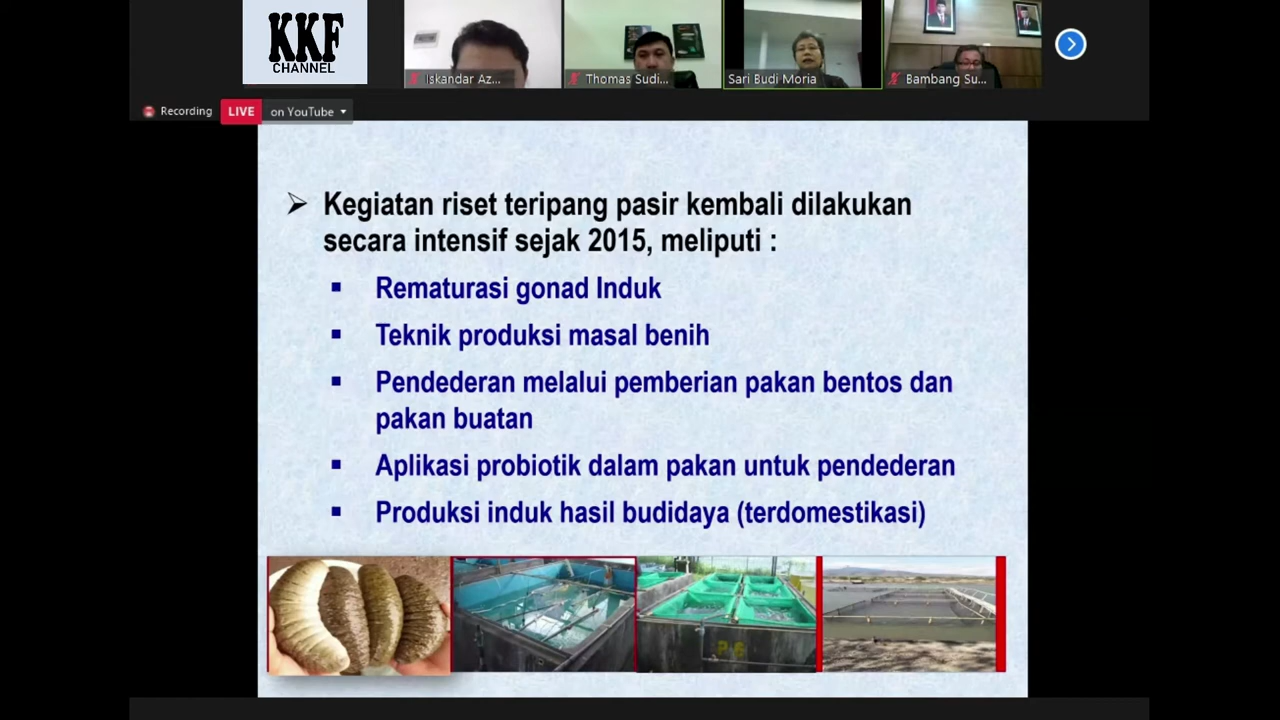 KKF
CHANNEL
Iskandar Az...
Thomas Sudi...
Sari Budi Moria
Bambang Su...
Recording
LIVE
on YouTube
Kegiatan riset teripang pasir kembali dilakukan
secara intensif sejak 2015, meliputi :
Rematurasi gonad Induk
Teknik produksi masal benih
Pendederan melalui pemberian pakan bentos dan
pakan buatan
Aplikasi probiotik dalam pakan untuk pendederan
Produksi induk hasil budidaya (terdomestikasi)
P 6